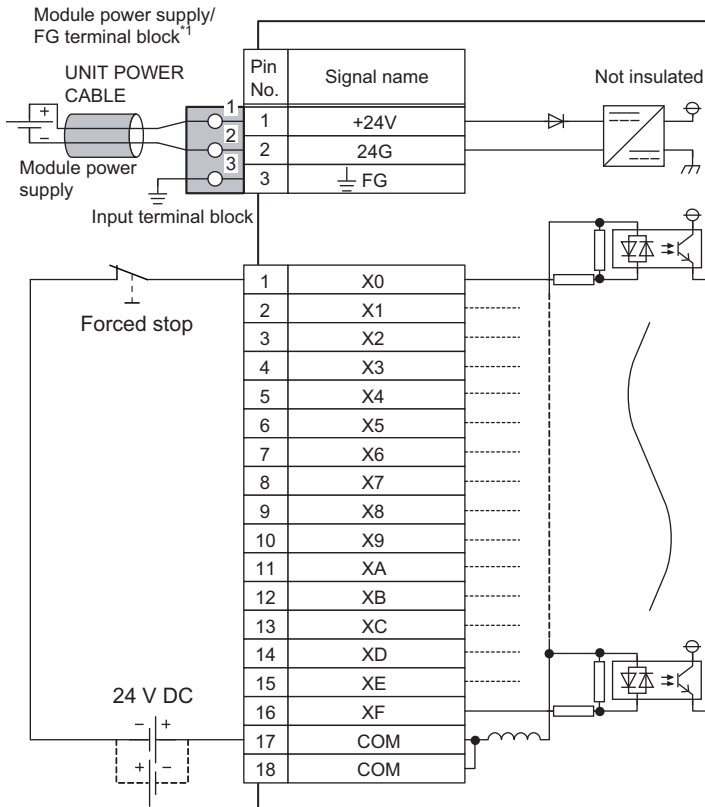 Module power supply/
FG terminal block*1
UNIT POWER
CABLE
+
−
Module power
supply
1
2
3
Input terminal block
Pin No. Signal name
1 +24V
2 24G
3 FG
Not insulated
Forced stop
1 X0
2 X1
3 X2
4 X3
5 X4
6 X5
7 X6
8 X7
9 X8
10 X9
11 XA
12 XB
13 XC
14 XD
15 XE
16 XF
17 COM
18 COM
24 V DC
− +
+ −